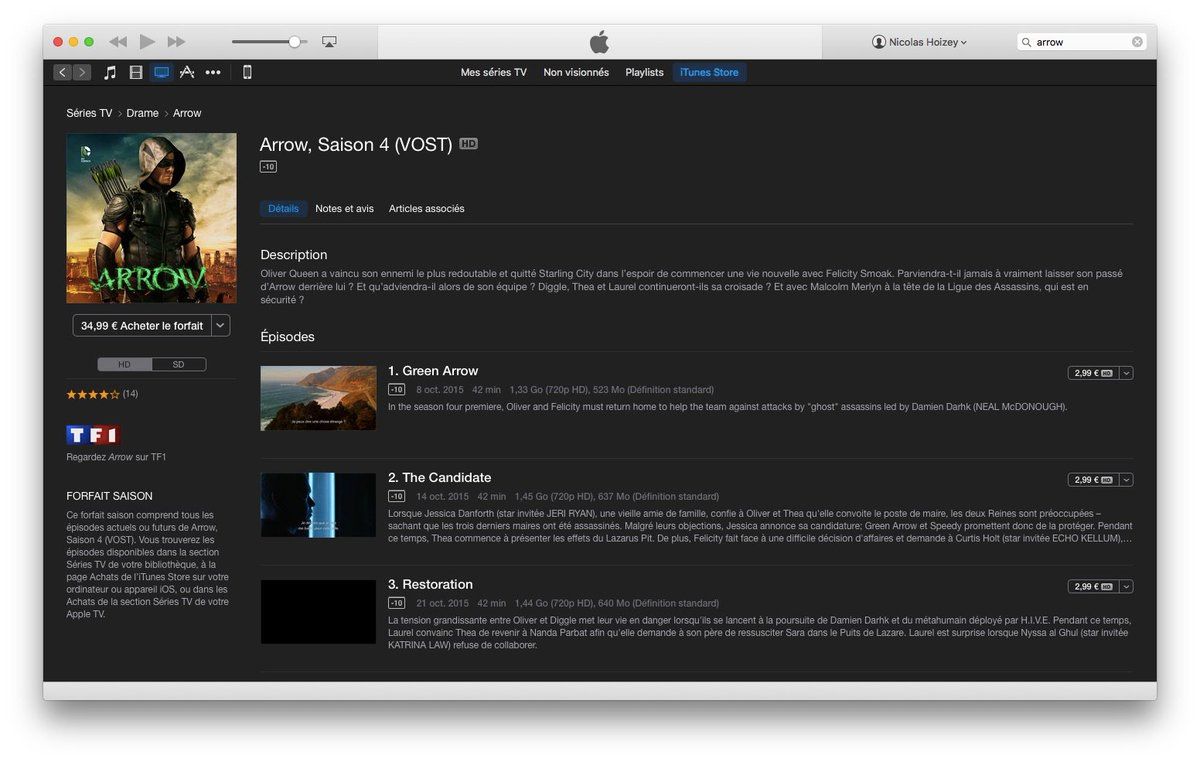 Nicolas Hoizey
arrow
Mes séries TV
Non visionnés
Playlists
iTunes Store
Séries TV > Drame > Arrow
ARROW
34,99 € Acheter le forfait
HD
SD
(14)
TF1
Regardez Arrow sur TF1
FORFAIT SAISON
Ce forfait saison comprend tous les
épisodes actuels ou futurs de Arrow,
Saison 4 (VOST). Vous trouverez les
épisodes disponibles dans la section
Séries TV de votre bibliothèque, à la
page Achats de l'iTunes Store sur votre
ordinateur ou appareil iOS, ou dans les
Achats de la section Séries TV de votre
Apple TV.
Arrow, Saison 4 (VOST) HD
-10
Détails
Notes et avis
Articles associés
Description
Oliver Queen a vaincu son ennemi le plus redoutable et quitté Starling City dans l'espoir de commencer une vie nouvelle avec Felicity Smoak. Parviendra-t-il jamais à vraiment laisser son passé
d'Arrow derrière lui ? Et qu'adviendra-il alors de son équipe ? Diggle, Thea et Laurel continueront-ils sa croisade ? Et avec Malcolm Merlyn à la tête de la Ligue des Assassins, qui est en
sécurité ?
Épisodes
Je peux dire une chose étrange ?
1. Green Arrow
-10 8 oct. 2015 42 min 1,33 Go (720p HD), 523 Mo (Définition standard)
In the season four premiere, Oliver and Felicity must return home to help the team against attacks by "ghost" assassins led by Damien Darhk (NEAL McDONOUGH).
2,99 € HD
2. The Candidate
-10 14 oct. 2015 42 min 1,45 Go (720p HD), 637 Mo (Définition standard)
Lorsque Jessica Danforth (star invitée JERI RYAN), une vieille amie de famille, confie à Oliver et Thea qu'elle convoite le poste de maire, les deux Reines sont préoccupées –
sachant que les trois derniers maires ont été assassinés. Malgré leurs objections, Jessica annonce sa candidature; Green Arrow et Speedy promettent donc de la protéger. Pendant
ce temps, Thea commence à présenter les effets du Lazarus Pit. De plus, Felicity fait face à une difficile décision d'affaires et demande à Curtis Holt (star invitée ECHO KELLUM),…
2,99 € HD
3. Restoration
-10 21 oct. 2015 42 min 1,44 Go (720p HD), 640 Mo (Définition standard)
La tension grandissante entre Oliver et Diggle met leur vie en danger lorsqu'ils se lancent à la poursuite de Damien Darhk et du métahumain déployé par H.I.V.E. Pendant ce temps,
Laurel convainc Thea de revenir à Nanda Parbat afin qu'elle demande à son père de ressusciter Sara dans le Puits de Lazare. Laurel est surprise lorsque Nyssa al Ghul (star invitée
KATRINA LAW) refuse de collaborer.
2,99 € HD